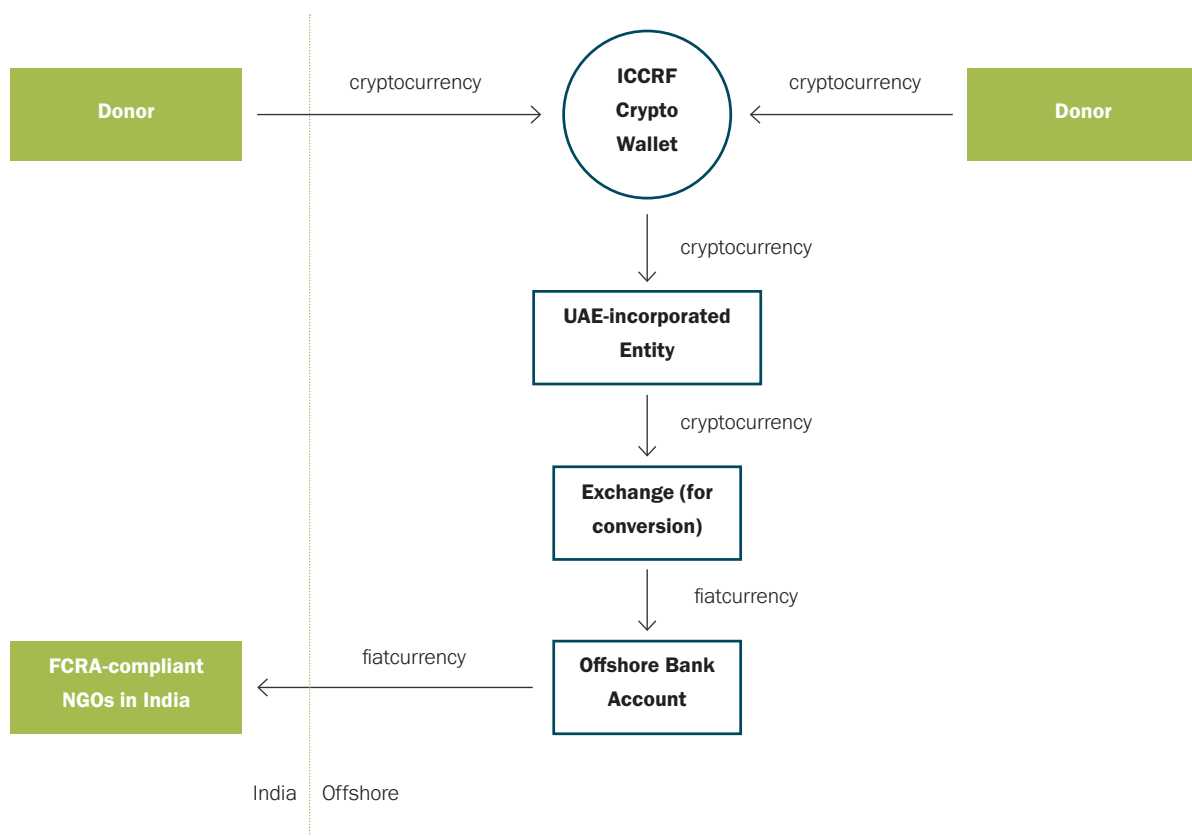 cryptocurrency
cryptocurrency
Donor
ICCRF
Crypto
Wallet
Donor
cryptocurrency
UAE-incorporated
Entity
cryptocurrency
Exchange (for
conversion)
fiatcurrency
fiatcurrency
FCRA-compliant
NGOs in India
Offshore Bank
Account
India
Offshore